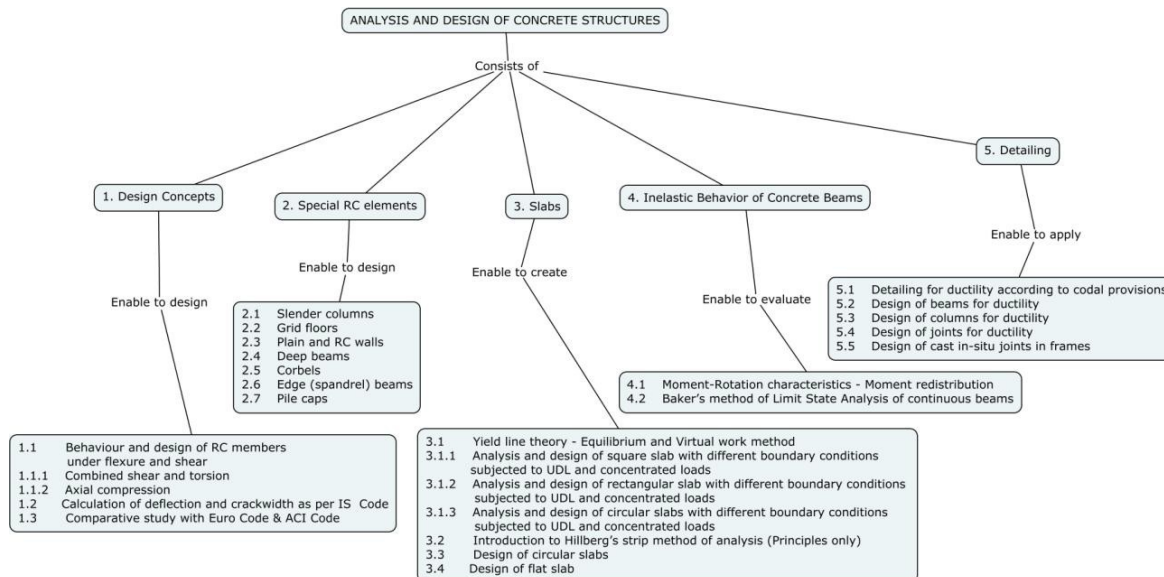 ANALYSIS AND DESIGN OF CONCRETE STRUCTURES
Consists of
1. Design Concepts
Enable to design
1.1 Behaviour and design of RC members
under flexure and shear
1.1.1 Combined shear and torsion
1.1.2 Axial compression
1.2 Calculation of deflection and crackwidth as per IS Code
1.3 Comparative study with Euro Code & ACI Code
2. Special RC elements
Enable to design
2.1 Slender columns
2.2 Grid floors
2.3 Plain and RC walls
2.4 Deep beams
2.5 Corbels
2.6 Edge (spandrel) beams
2.7 Pile caps
3. Slabs
Enable to create
3.1 Yield line theory - Equilibrium and Virtual work method
3.1.1 Analysis and design of square slab with different boundary conditions
subjected to UDL and concentrated loads
3.1.2 Analysis and design of rectangular slab with different boundary conditions
subjected to UDL and concentrated loads
3.1.3 Analysis and design of circular slabs with different boundary conditions
subjected to UDL and concentrated loads
3.2 Introduction to Hillberg's strip method of analysis (Principles only)
3.3 Design of circular slabs
3.4 Design of flat slab
4. Inelastic Behavior of Concrete Beams
Enable to evaluate
4.1 Moment-Rotation characteristics - Moment redistribution
4.2 Baker's method of Limit State Analysis of continuous beams
5. Detailing
Enable to apply
5.1 Detailing for ductility according to codal provisions
5.2 Design of beams for ductility
5.3 Design of columns for ductility
5.4 Design of joints for ductility
5.5 Design of cast in-situ joints in frames